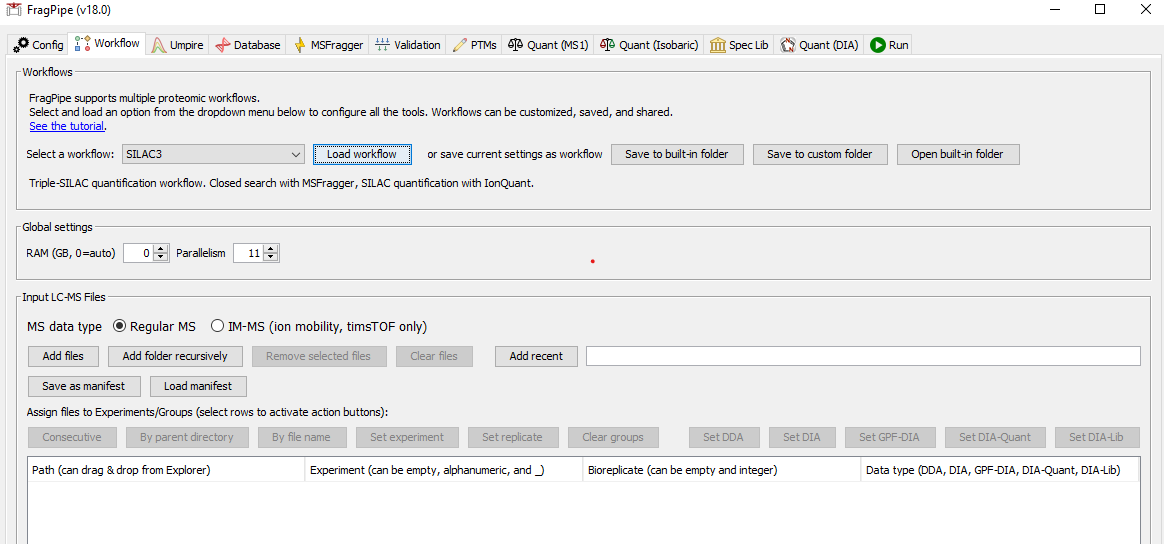 FragPipe (v18.0)
Config Workflow Umpire Database MSFragger Validation PTMs Quant (MS1) Quant (Isobaric) Spec Lib Quant (DIA) Run
Workflows
FragPipe supports multiple proteomic workflows.
Select and load an option from the dropdown menu below to configure all the tools. Workflows can be customized, saved, and shared.
See the tutorial.
Select a workflow: SILAC3 Load workflow or save current settings as workflow Save to built-in folder Save to custom folder Open built-in folder
Triple-SILAC quantification workflow. Closed search with MSFragger, SILAC quantification with IonQuant.
Global settings
RAM (GB, 0=auto) 0 Parallelism 11
Input LC-MS Files
MS data type Regular MS IM-MS (ion mobility, timsTOF only)
Add files Add folder recursively Remove selected files Clear files Add recent
Save as manifest Load manifest
Assign files to Experiments/Groups (select rows to activate action buttons):
Consecutive By parent directory By file name Set experiment Set replicate Clear groups Set DDA Set DIA Set GPF-DIA Set DIA-Quant Set DIA-Lib
Path (can drag & drop from Explorer) Experiment (can be empty, alphanumeric, and _) Bioreplicate (can be empty and integer) Data type (DDA, DIA, GPF-DIA, DIA-Quant, DIA-Lib)